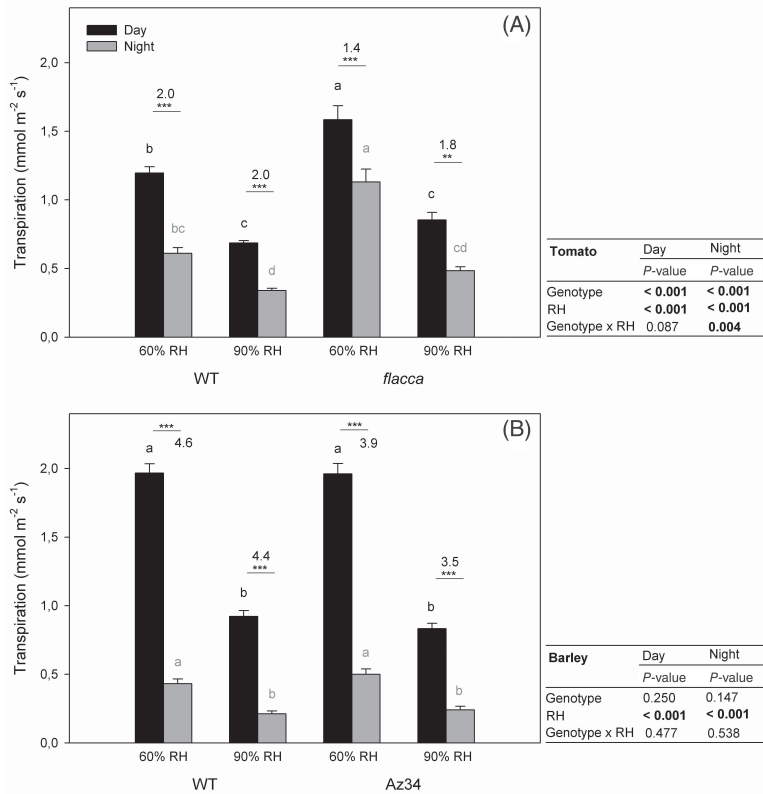 (A)
Day
Night
Transpiration (mmol m⁻² s⁻¹)
2,0
1,5
1,0
0,5
0,0
2.0
***
b
bc
2.0
***
c
d
1.4
***
a
a
1.8
**
c
cd
60% RH 90% RH 60% RH 90% RH
WT flacca
Tomato Day Night
P-value P-value
Genotype < 0.001 < 0.001
RH < 0.001 < 0.001
Genotype x RH 0.087 0.004
(B)
Transpiration (mmol m⁻² s⁻¹)
2,0
1,5
1,0
0,5
0,0
***
4.6
a
a
4.4
***
b
b
***
3.9
a
a
3.5
***
b
b
60% RH 90% RH 60% RH 90% RH
WT Az34
Barley Day Night
P-value P-value
Genotype 0.250 0.147
RH < 0.001 < 0.001
Genotype x RH 0.477 0.538